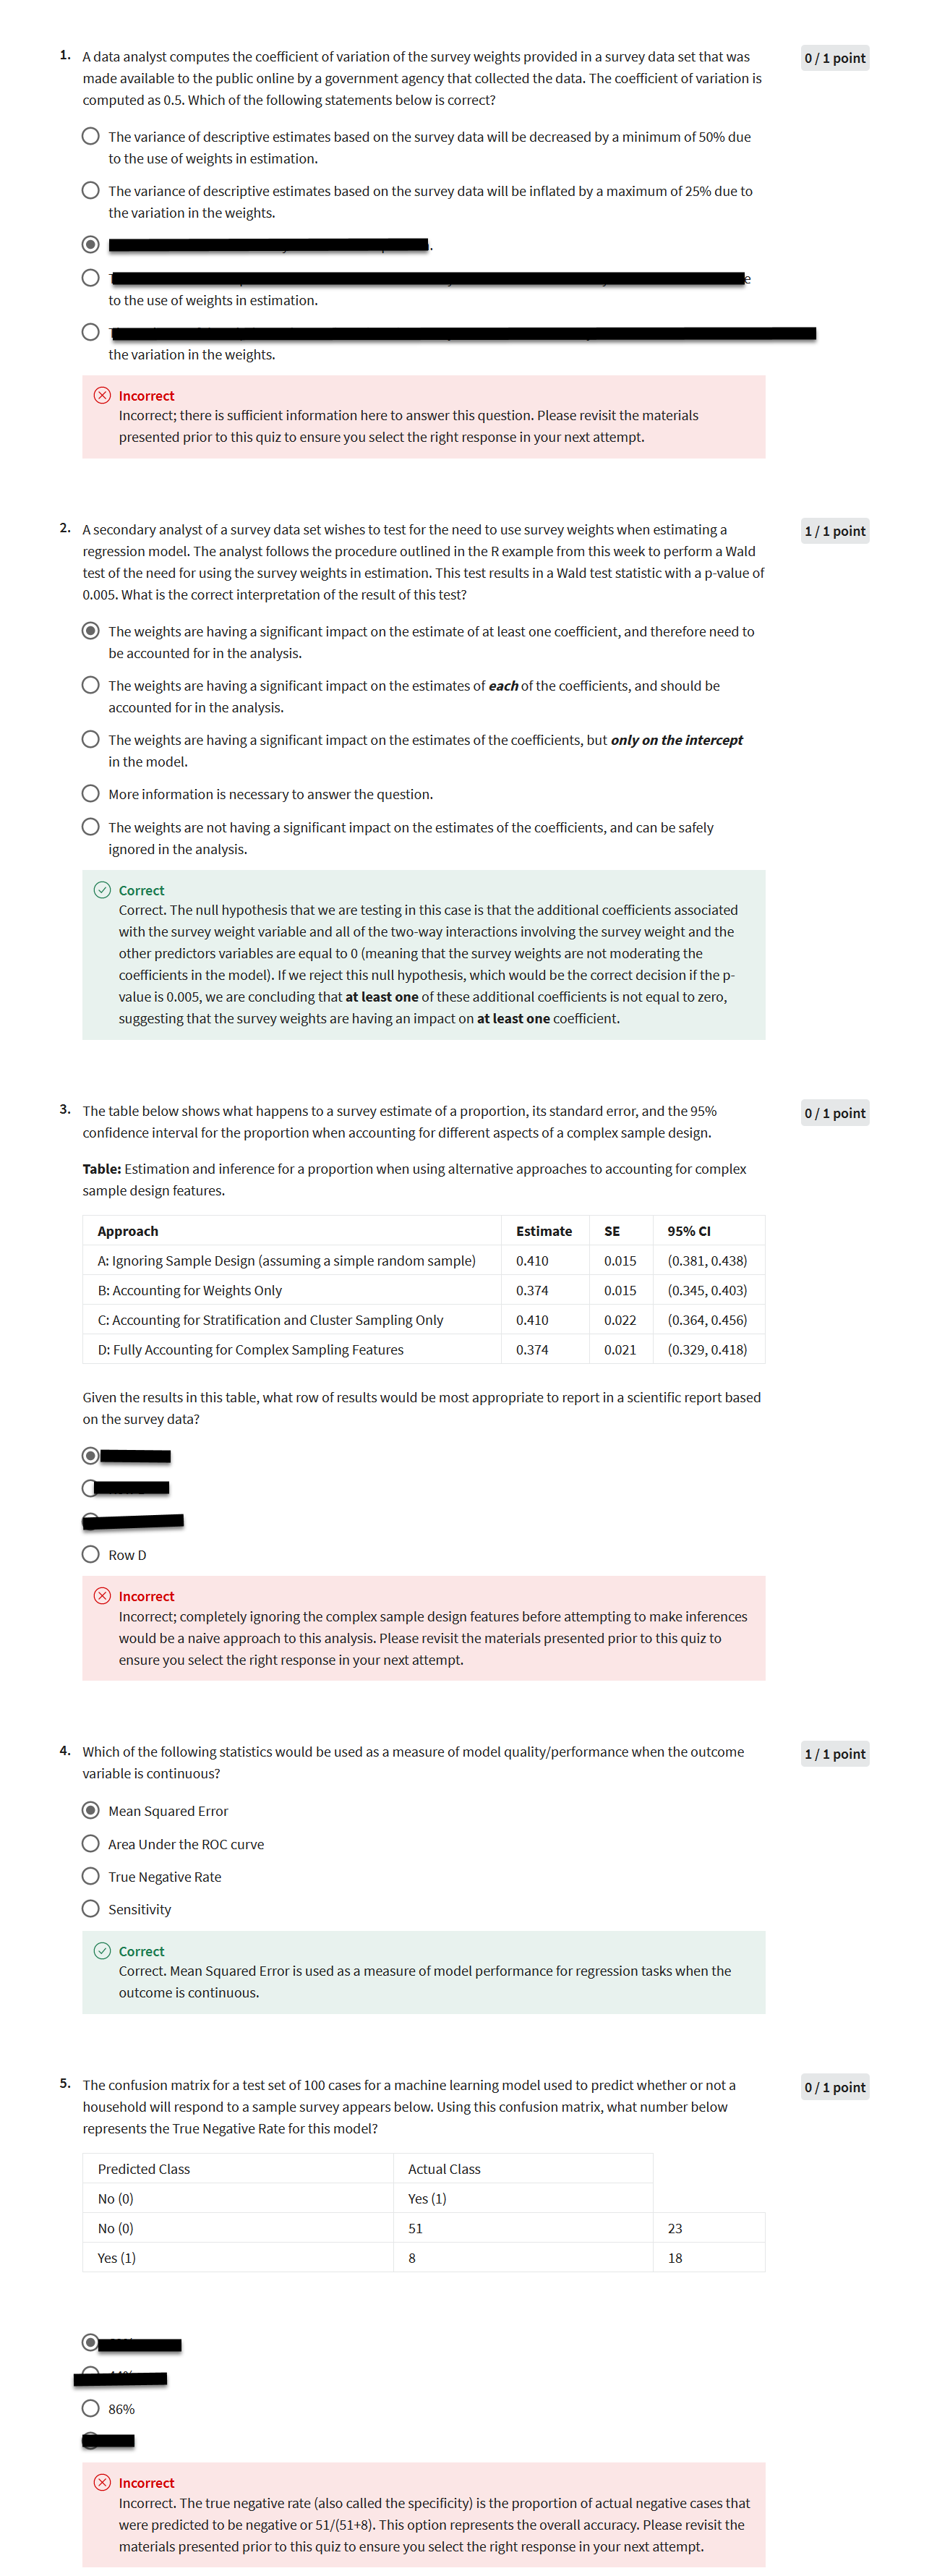 1. A data analyst computes the coefficient of variation of the survey weights provided in a survey data set that was
0 / 1 point
made available to the public online by a government agency that collected the data. The coefficient of variation is
computed as 0.5. Which of the following statements below is correct?
The variance of descriptive estimates based on the survey data will be decreased by a minimum of 50% due
to the use of weights in estimation.
The variance of descriptive estimates based on the survey data will be inflated by a maximum of 25% due to
the variation in the weights.
to the use of weights in estimation.
the variation in the weights.
Incorrect
Incorrect; there is sufficient information here to answer this question. Please revisit the materials
presented prior to this quiz to ensure you select the right response in your next attempt.
2. A secondary analyst of a survey data set wishes to test for the need to use survey weights when estimating a
1 / 1 point
regression model. The analyst follows the procedure outlined in the R example from this week to perform a Wald
test of the need for using the survey weights in estimation. This test results in a Wald test statistic with a p-value of
0.005. What is the correct interpretation of the result of this test?
The weights are having a significant impact on the estimate of at least one coefficient, and therefore need to
be accounted for in the analysis.
The weights are having a significant impact on the estimates of each of the coefficients, and should be
accounted for in the analysis.
The weights are having a significant impact on the estimates of the coefficients, but only on the intercept
in the model.
More information is necessary to answer the question.
The weights are not having a significant impact on the estimates of the coefficients, and can be safely
ignored in the analysis.
Correct
Correct. The null hypothesis that we are testing in this case is that the additional coefficients associated
with the survey weight variable and all of the two-way interactions involving the survey weight and the
other predictors variables are equal to 0 (meaning that the survey weights are not moderating the
coefficients in the model). If we reject this null hypothesis, which would be the correct decision if the p-
value is 0.005, we are concluding that at least one of these additional coefficients is not equal to zero,
suggesting that the survey weights are having an impact on at least one coefficient.
3. The table below shows what happens to a survey estimate of a proportion, its standard error, and the 95%
0 / 1 point
confidence interval for the proportion when accounting for different aspects of a complex sample design.
Table: Estimation and inference for a proportion when using alternative approaches to accounting for complex
sample design features.
Approach Estimate SE 95% CI
A: Ignoring Sample Design (assuming a simple random sample) 0.410 0.015 (0.381, 0.438)
B: Accounting for Weights Only 0.374 0.015 (0.345, 0.403)
C: Accounting for Stratification and Cluster Sampling Only 0.410 0.022 (0.364, 0.456)
D: Fully Accounting for Complex Sampling Features 0.374 0.021 (0.329, 0.418)
Given the results in this table, what row of results would be most appropriate to report in a scientific report based
on the survey data?
Row D
Incorrect
Incorrect; completely ignoring the complex sample design features before attempting to make inferences
would be a naive approach to this analysis. Please revisit the materials presented prior to this quiz to
ensure you select the right response in your next attempt.
4. Which of the following statistics would be used as a measure of model quality/performance when the outcome
1 / 1 point
variable is continuous?
Mean Squared Error
Area Under the ROC curve
True Negative Rate
Sensitivity
Correct
Correct. Mean Squared Error is used as a measure of model performance for regression tasks when the
outcome is continuous.
5. The confusion matrix for a test set of 100 cases for a machine learning model used to predict whether or not a
0 / 1 point
household will respond to a sample survey appears below. Using this confusion matrix, what number below
represents the True Negative Rate for this model?
Predicted Class Actual Class
No (0) Yes (1)
No (0) 51 23
Yes (1) 8 18
86%
Incorrect
Incorrect. The true negative rate (also called the specificity) is the proportion of actual negative cases that
were predicted to be negative or 51/(51+8). This option represents the overall accuracy. Please revisit the
materials presented prior to this quiz to ensure you select the right response in your next attempt.